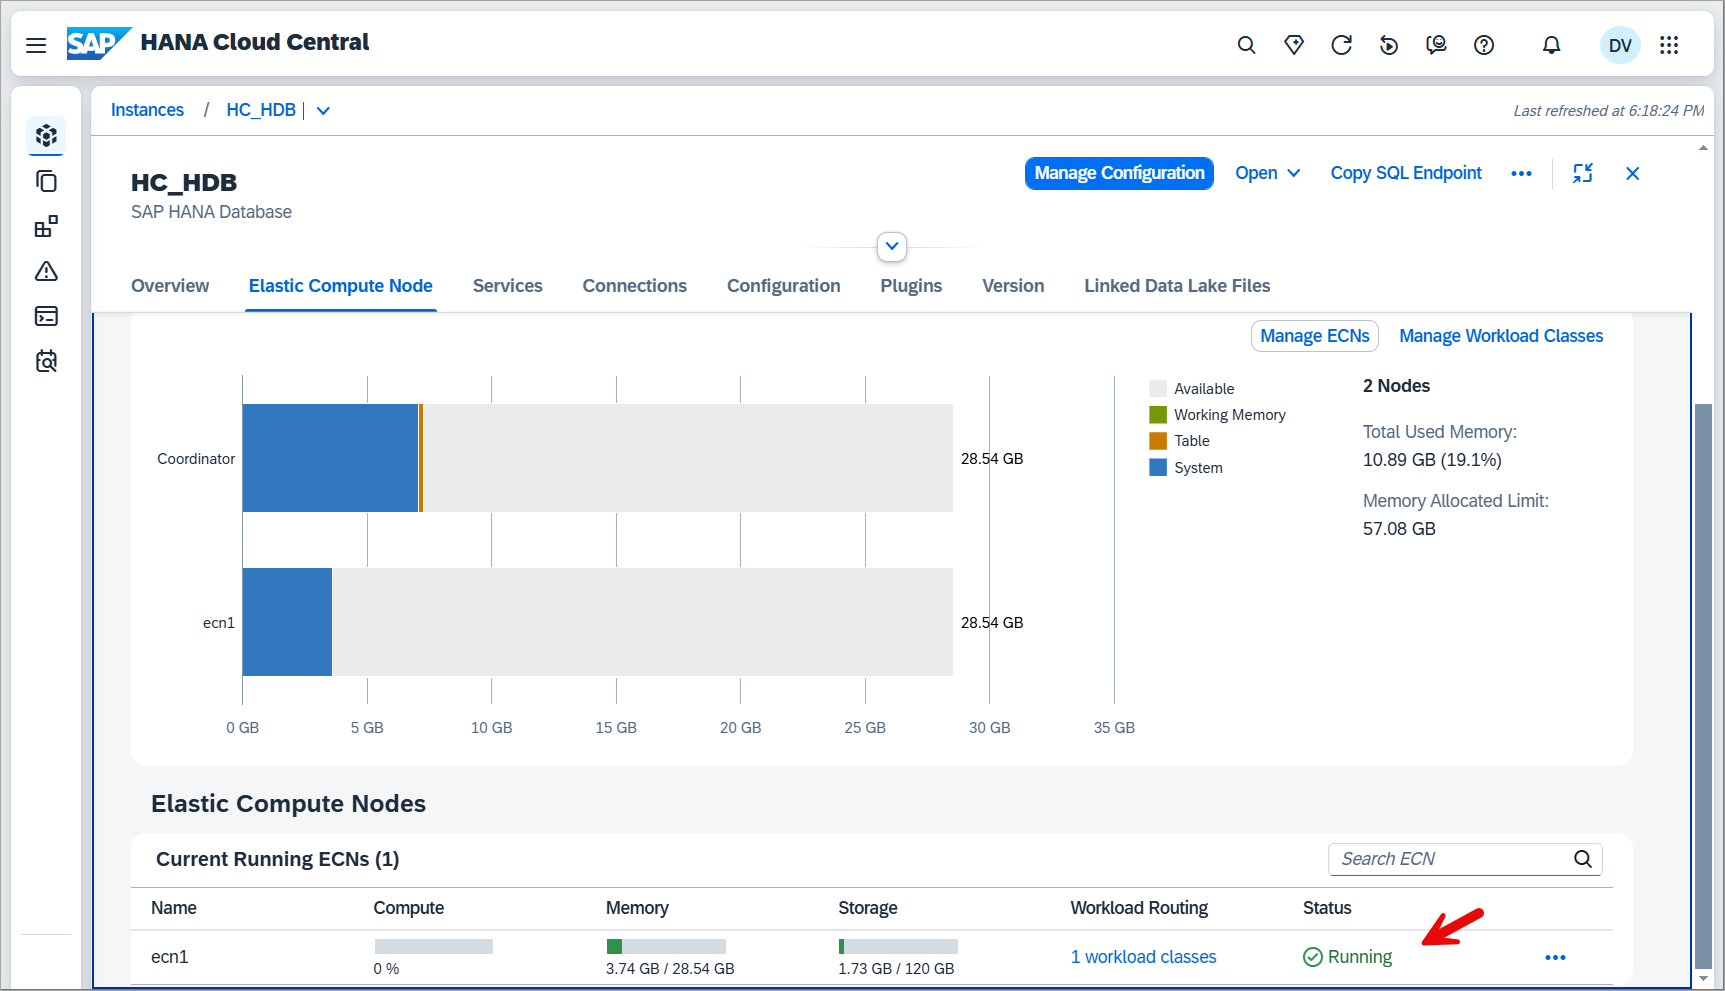 SAP HANA Cloud Central
DV
Instances / HC_HDB
Last refreshed at 6:18:24 PM
HC_HDB
SAP HANA Database
Manage Configuration Open Copy SQL Endpoint
Overview Elastic Compute Node Services Connections Configuration Plugins Version Linked Data Lake Files
Manage ECNs Manage Workload Classes
Coordinator
28.54 GB
ecn1
28.54 GB
0 GB 5 GB 10 GB 15 GB 20 GB 25 GB 30 GB 35 GB
Available
Working Memory
Table
System
2 Nodes
Total Used Memory:
10.89 GB (19.1%)
Memory Allocated Limit:
57.08 GB
Elastic Compute Nodes
Current Running ECNs (1)
Search ECN
Name Compute Memory Storage Workload Routing Status
ecn1 0 % 3.74 GB / 28.54 GB 1.73 GB / 120 GB 1 workload classes Running